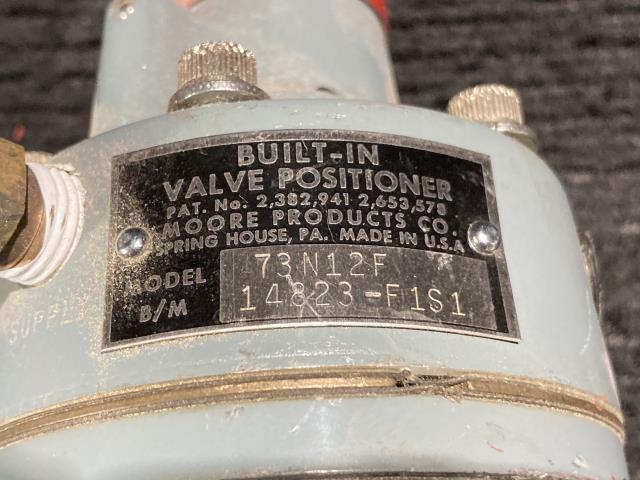 BUILT-IN
VALVE POSITIONER
PAT. No. 2,382,941 2,653,578
MOORE PRODUCTS CO.
SPRING HOUSE, PA. MADE IN U.S.A
MODEL 73N12F
B/M 14823-F1S1
SUPPLY